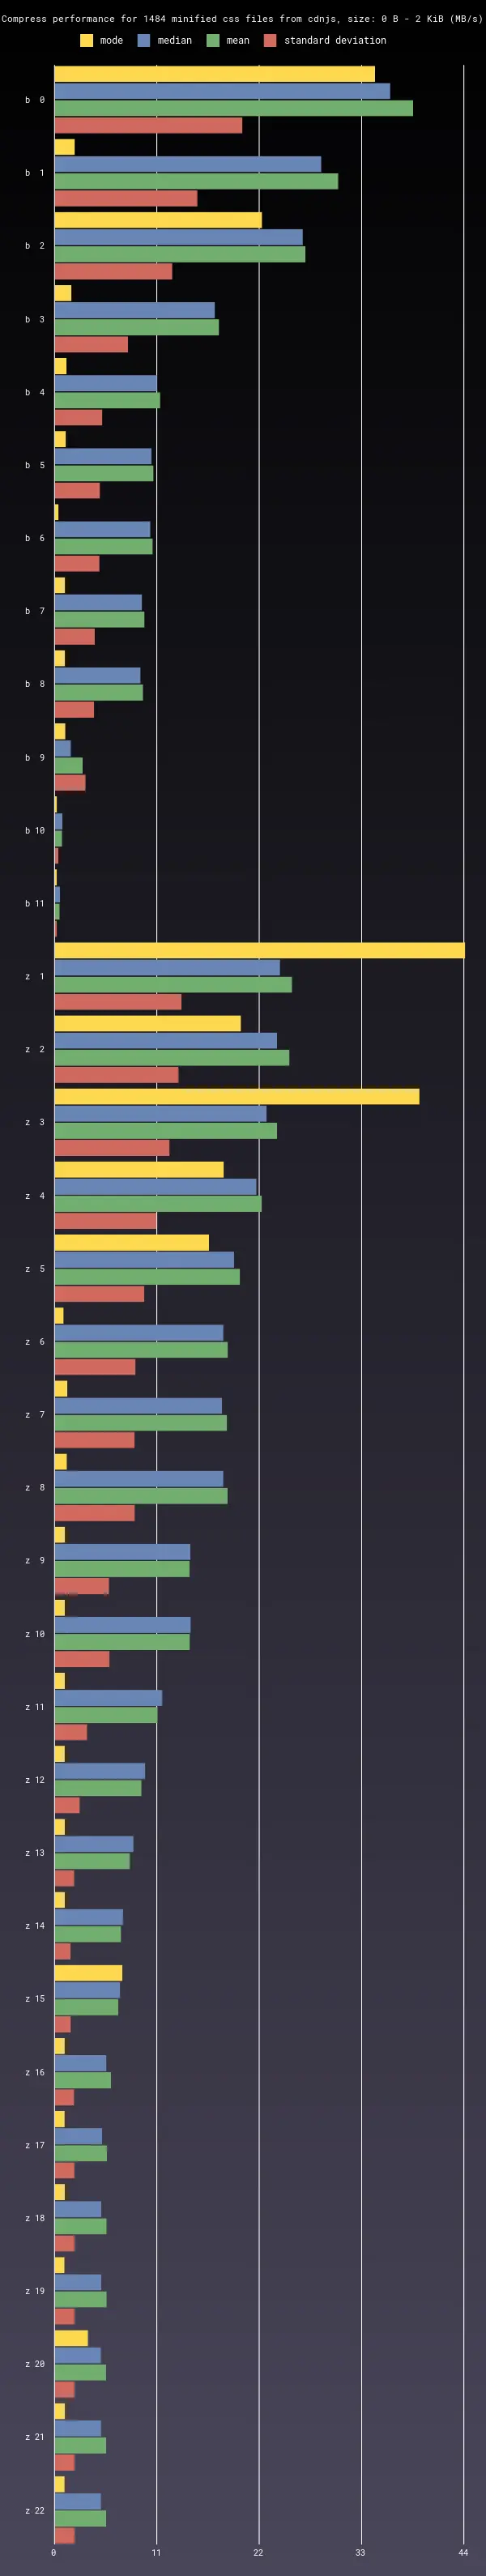 Compress performance for 1484 minified css files from cdnjs, size: 0 B - 2 KiB (MB/s)
mode median mean standard deviation
b 0
b 1
b 2
b 3
b 4
b 5
b 6
b 7
b 8
b 9
b 10
b 11
z 1
z 2
z 3
z 4
z 5
z 6
z 7
z 8
z 9
z 10
z 11
z 12
z 13
z 14
z 15
z 16
z 17
z 18
z 19
z 20
z 21
z 22
0 11 22 33 44